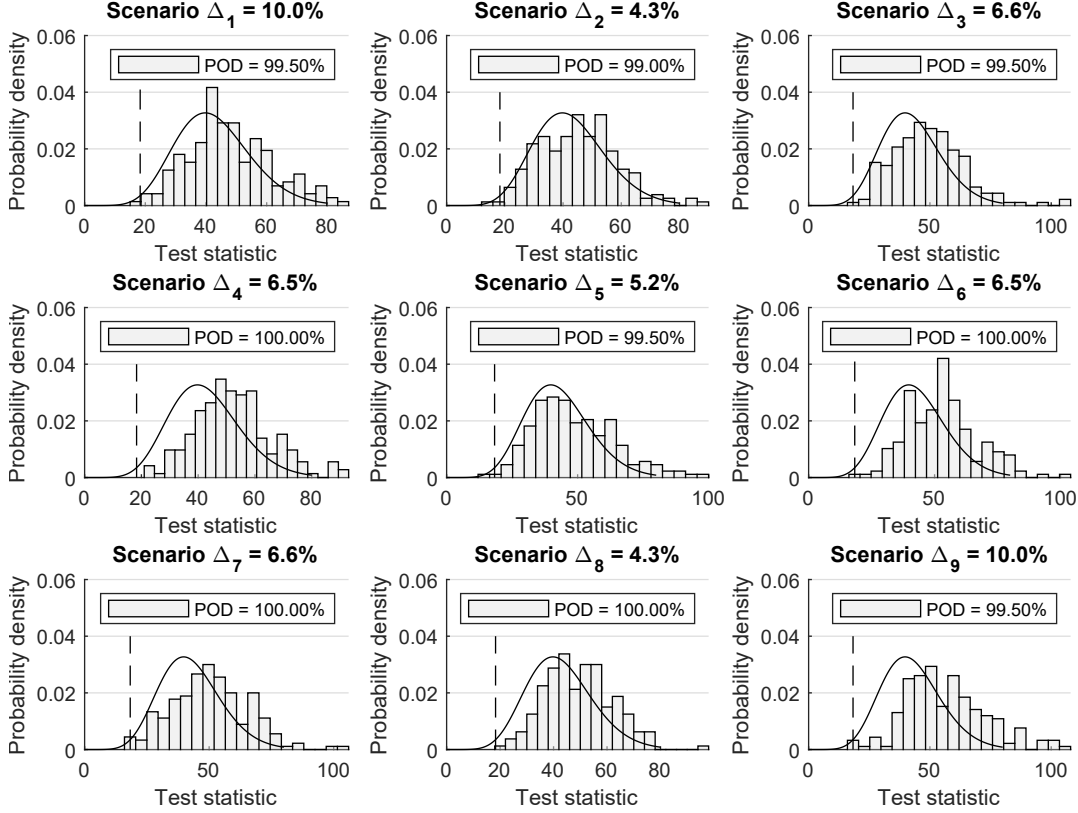 Scenario Δ1 = 10.0%
Probability density
0.06
0.04
0.02
0
POD = 99.50%
0 20 40 60 80
Test statistic
Scenario Δ2 = 4.3%
Probability density
0.06
0.04
0.02
0
POD = 99.00%
0 20 40 60 80
Test statistic
Scenario Δ3 = 6.6%
Probability density
0.06
0.04
0.02
0
POD = 99.50%
0 50 100
Test statistic
Scenario Δ4 = 6.5%
Probability density
0.06
0.04
0.02
0
POD = 100.00%
0 20 40 60 80
Test statistic
Scenario Δ5 = 5.2%
Probability density
0.06
0.04
0.02
0
POD = 99.50%
0 50 100
Test statistic
Scenario Δ6 = 6.5%
Probability density
0.06
0.04
0.02
0
POD = 100.00%
0 50 100
Test statistic
Scenario Δ7 = 6.6%
Probability density
0.06
0.04
0.02
0
POD = 100.00%
0 50 100
Test statistic
Scenario Δ8 = 4.3%
Probability density
0.06
0.04
0.02
0
POD = 100.00%
0 20 40 60 80
Test statistic
Scenario Δ9 = 10.0%
Probability density
0.06
0.04
0.02
0
POD = 99.50%
0 50 100
Test statistic